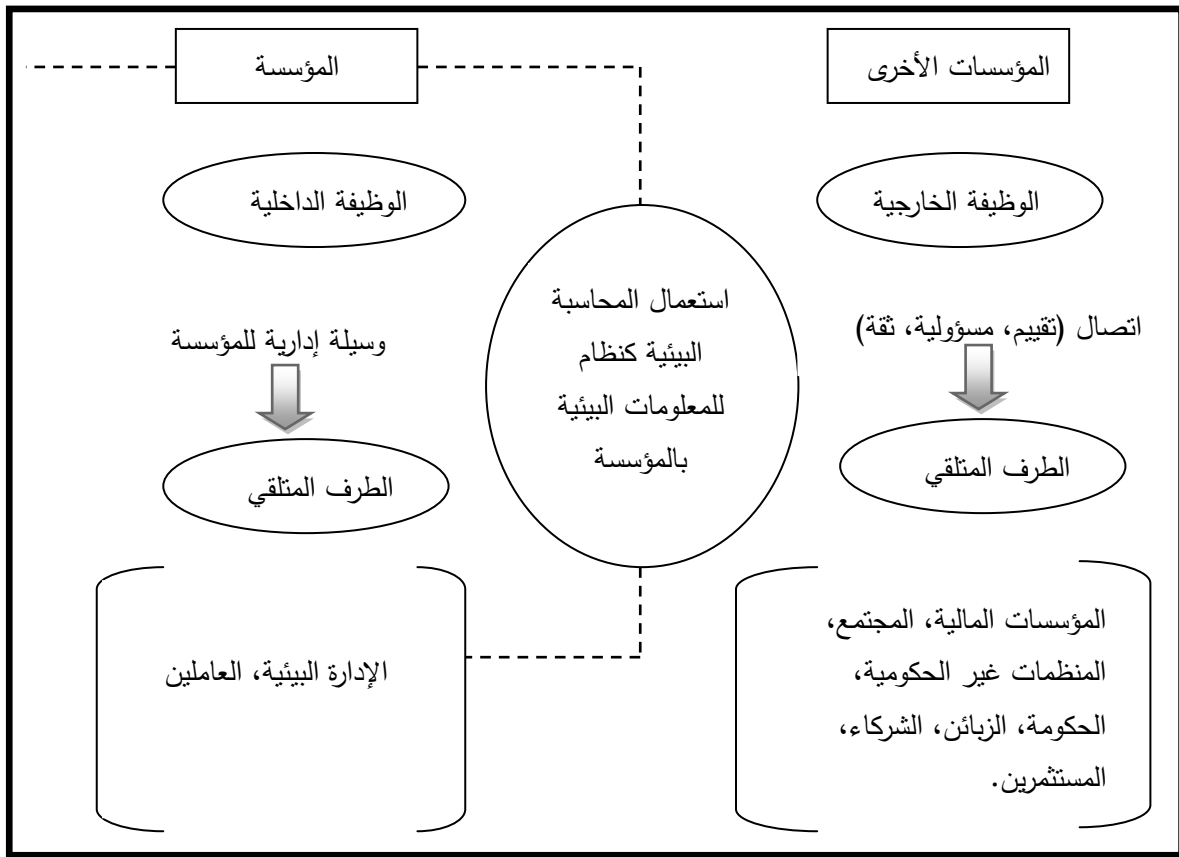 المؤسسات الأخرى
المؤسسة
الوظيفة الخارجية
الوظيفة الداخلية
استعمال المحاسبة
البيئية كنظام
للمعلومات البيئية
بالمؤسسة
اتصال (تقييم، مسؤولية، ثقة)
وسيلة إدارية للمؤسسة
الطرف المتلقي
الطرف المتلقي
المؤسسات المالية، المجتمع،
المنظمات غير الحكومية،
الحكومة، الزبائن، الشركاء،
المستثمرين.
الإدارة البيئية، العاملين